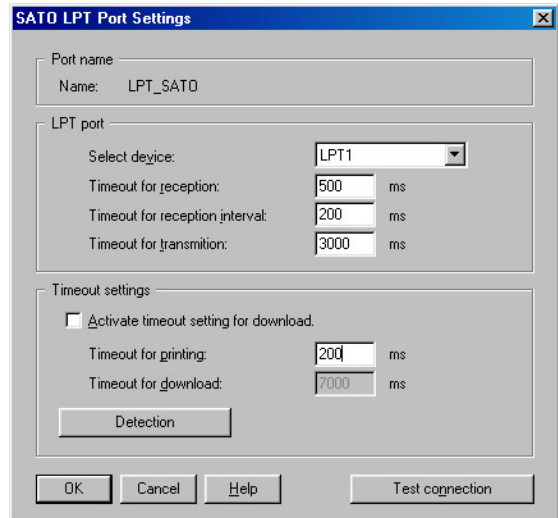 SATO LPT Port Settings
Port name
Name: LPT_SATO
LPT port
Select device: LPT1
Timeout for reception: 500 ms
Timeout for reception interval: 200 ms
Timeout for transmition: 3000 ms
Timeout settings
Activate timeout setting for download.
Timeout for printing: 200 ms
Timeout for download: 7000 ms
Detection
OK Cancel Help Test connection